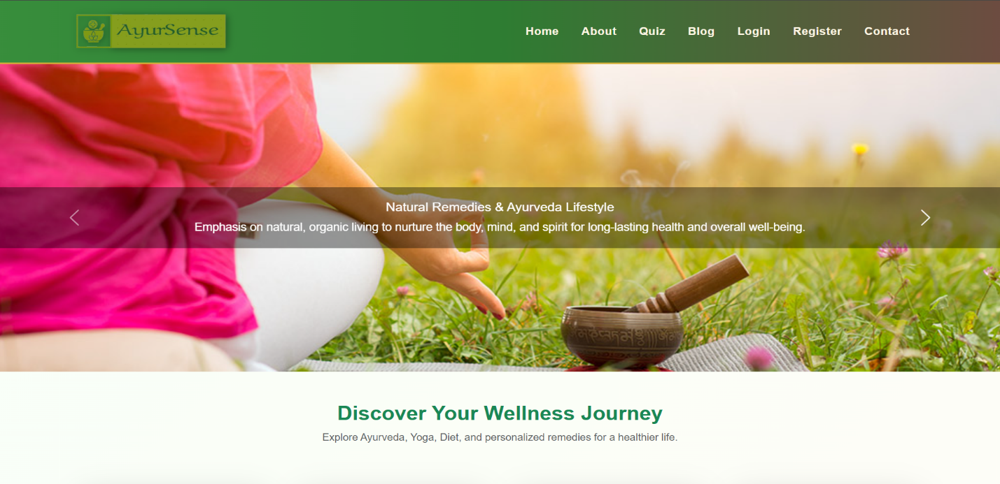 AyurSense
Home About Quiz Blog Login Register Contact
Natural Remedies & Ayurveda Lifestyle
Emphasis on natural, organic living to nurture the body, mind, and spirit for long-lasting health and overall well-being.
Discover Your Wellness Journey
Explore Ayurveda, Yoga, Diet, and personalized remedies for a healthier life.